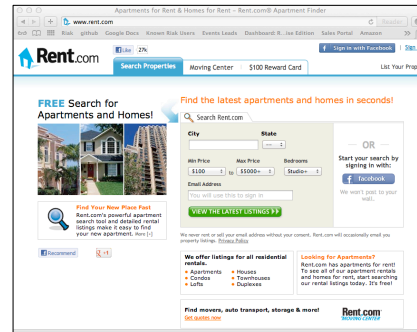 Apartments for Rent & Homes for Rent – Rent.com® Apartment Finder
www.rent.com
Reader
Riak github Google Docs Known Risk Users Events Leads Dashboard: R...ise Edition Sales Portal Amazon
Rent.com
Like 27k
Sign in with Facebook | Sign
Search Properties Moving Center $100 Reward Card List Your Prop
FREE Search for
Apartments and Homes!
Find Your New Place Fast
Rent.com's powerful apartment
search tool and detailed rental
listings make it easy to find
your new apartment. More [+]
Recommend +1
Find the latest apartments and homes in seconds!
Search Rent.com
City State
--
Min Price Max Price Bedrooms
$100 to $5000+ Studio+
Email Address
You will use this to sign in
VIEW THE LATEST LISTINGS
— OR —
Start your search by
signing in with:
facebook
We won't post to your
wall.
We never rent or sell your email address without your consent. Rent.com will occasionally email you
property listings. Privacy Policy
We offer listings for all residential
rentals.
• Apartments • Houses
• Condos • Townhouses
• Lofts • Duplexes
Looking for Apartments?
Rent.com has apartments for rent!
To see all of our apartment rentals
and homes for rent, start searching
our rental listings today. It's free!
Find movers, auto transport, storage & more!
Get quotes now
Rent.com
MOVING CENTER